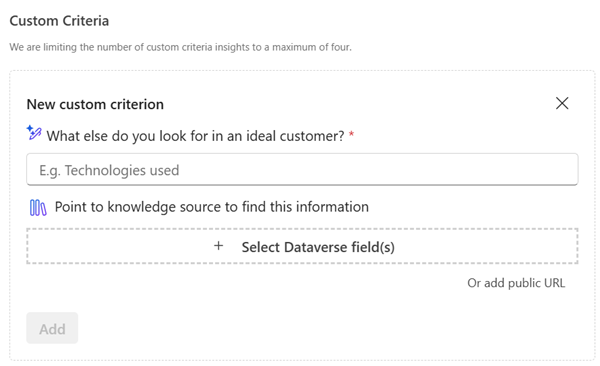 Custom Criteria
We are limiting the number of custom criteria insights to a maximum of four.
New custom criterion
What else do you look for in an ideal customer? *
E.g. Technologies used
Point to knowledge source to find this information
+ Select Dataverse field(s)
Or add public URL
Add